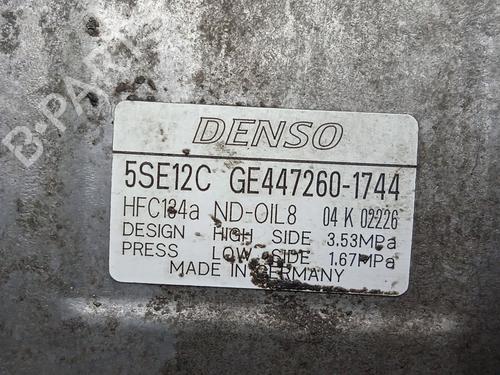 B-PARTS
DENSO
5SE12C GE447260-1744
HFC134a ND-OIL8 04 K 02226
DESIGN HIGH SIDE 3.53MPa
PRESS LOW SIDE 1.67MPa
MADE IN GERMANY